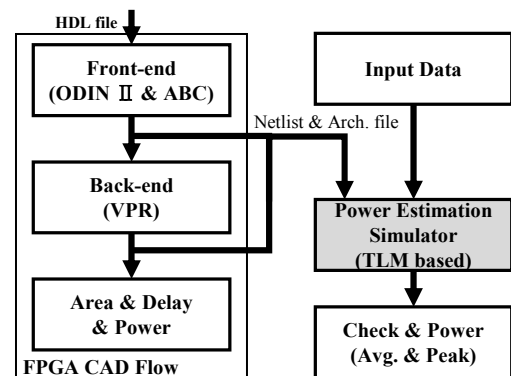 HDL file
Front-end
(ODIN Ⅱ & ABC)
Back-end
(VPR)
Area & Delay
& Power
FPGA CAD Flow
Netlist & Arch. file
Input Data
Power Estimation
Simulator
(TLM based)
Check & Power
(Avg. & Peak)